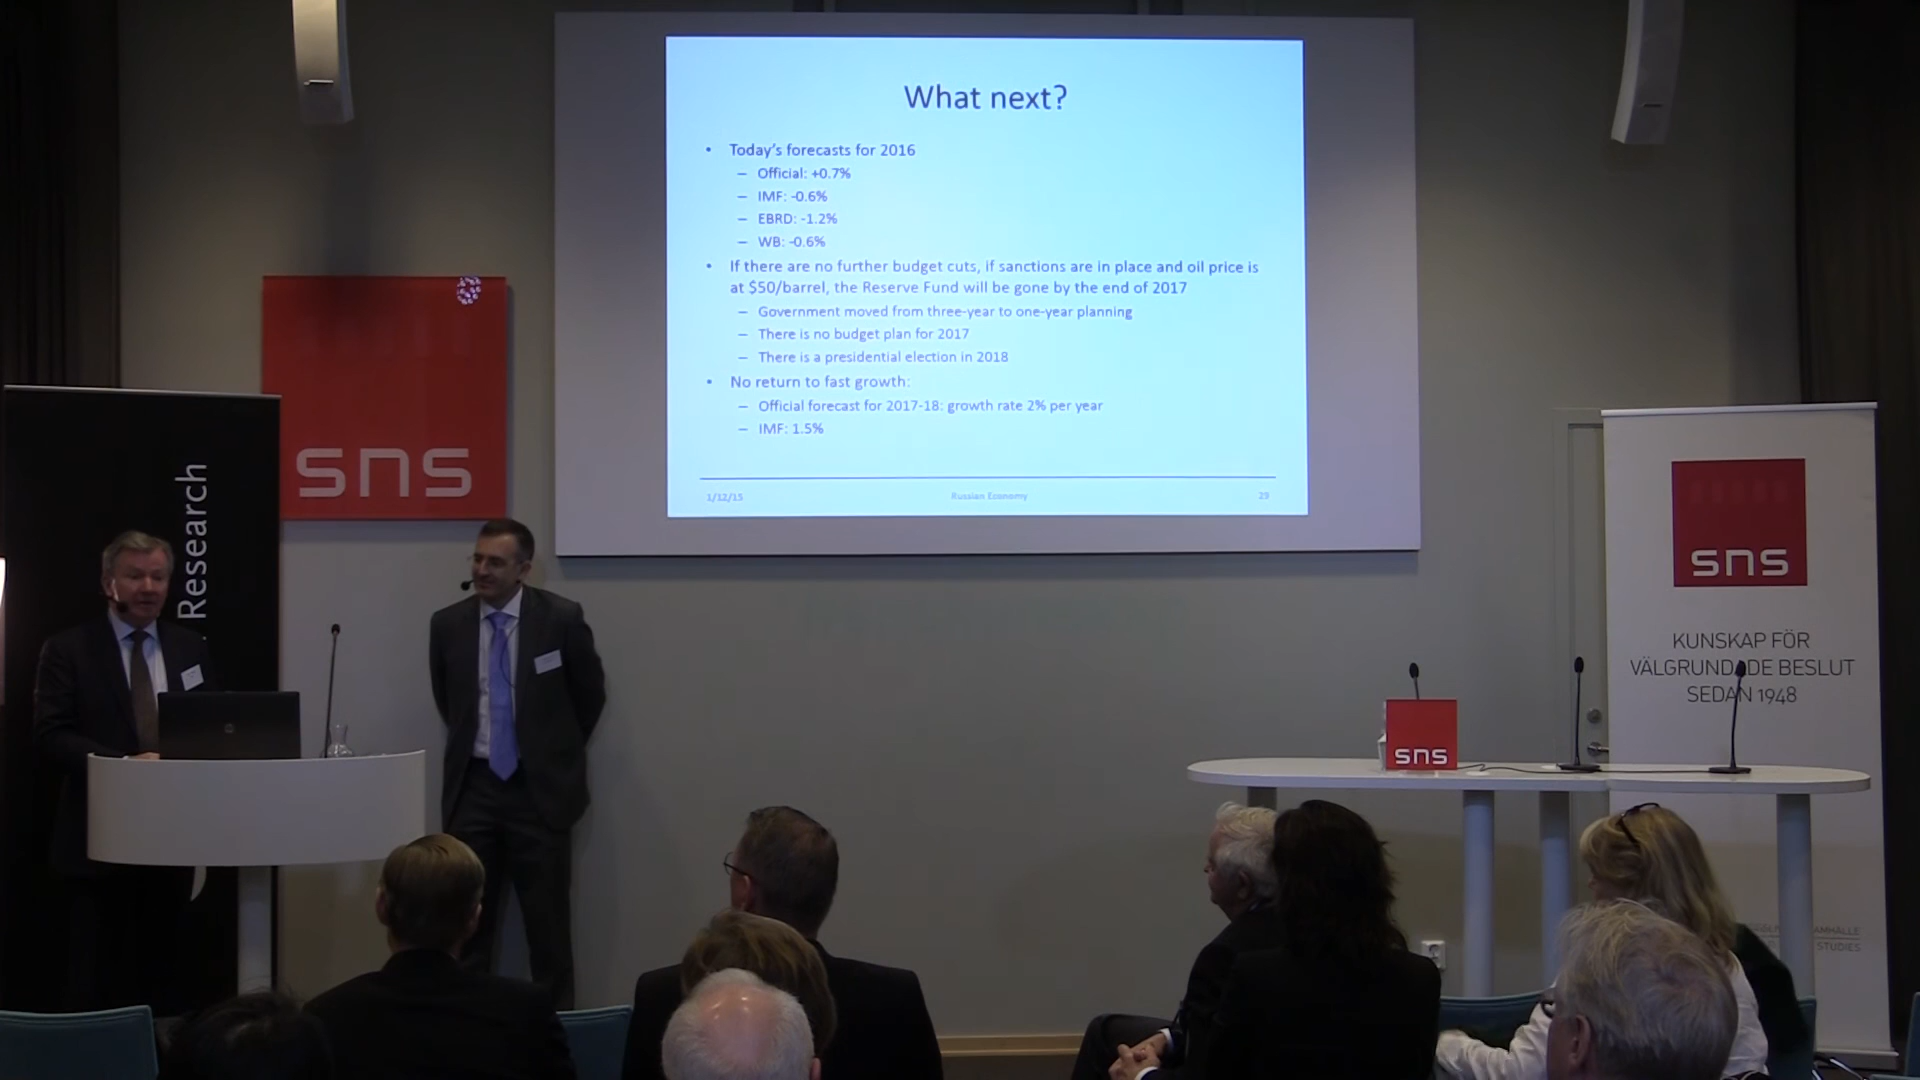 What next?
• Today's forecasts for 2016
– Official: +0.7%
– IMF: -0.6%
– EBRD: -1.2%
– WB: -0.6%
• If there are no further budget cuts, if sanctions are in place and oil price is
at $50/barrel, the Reserve Fund will be gone by the end of 2017
– Government moved from three-year to one-year planning
– There is no budget plan for 2017
– There is a presidential election in 2018
• No return to fast growth:
– Official forecast for 2017-18: growth rate 2% per year
– IMF: 1.5%
1/12/15 Russian Economy 29
sns
Research
sns
KUNSKAP FÖR
VÄLGRUNDADE BESLUT
SEDAN 1948
sns
STUDIES